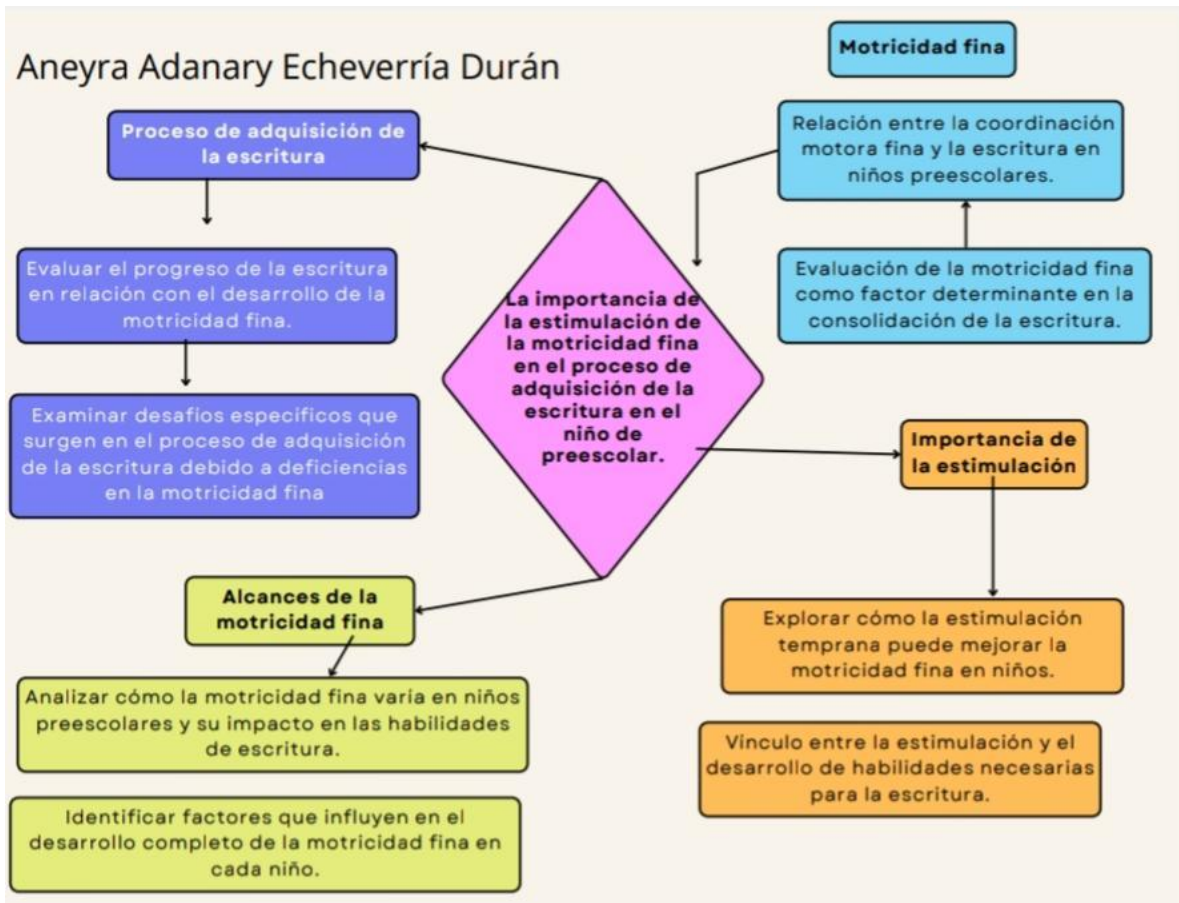 Aneyra Adanary Echeverría Durán
Motricidad fina
Proceso de adquisición de
la escritura
Relación entre la coordinación
motora fina y la escritura en
niños preescolares.
Evaluar el progreso de la escritura
en relación con el desarrollo de la
motricidad fina.
Evaluación de la motricidad fina
como factor determinante en la
consolidación de la escritura.
La importancia de
la estimulación de
la motricidad fina
en el proceso de
adquisición de la
escritura en el
niño de
preescolar.
Examinar desafíos específicos que
surgen en el proceso de adquisición
de la escritura debido a deficiencias
en la motricidad fina
Importancia de
la estimulación
Alcances de la
motricidad fina
Explorar cómo la estimulación
temprana puede mejorar la
motricidad fina en niños.
Analizar cómo la motricidad fina varía en niños
preescolares y su impacto en las habilidades
de escritura.
Vínculo entre la estimulación y el
desarrollo de habilidades necesarias
para la escritura.
Identificar factores que influyen en el
desarrollo completo de la motricidad fina en
cada niño.